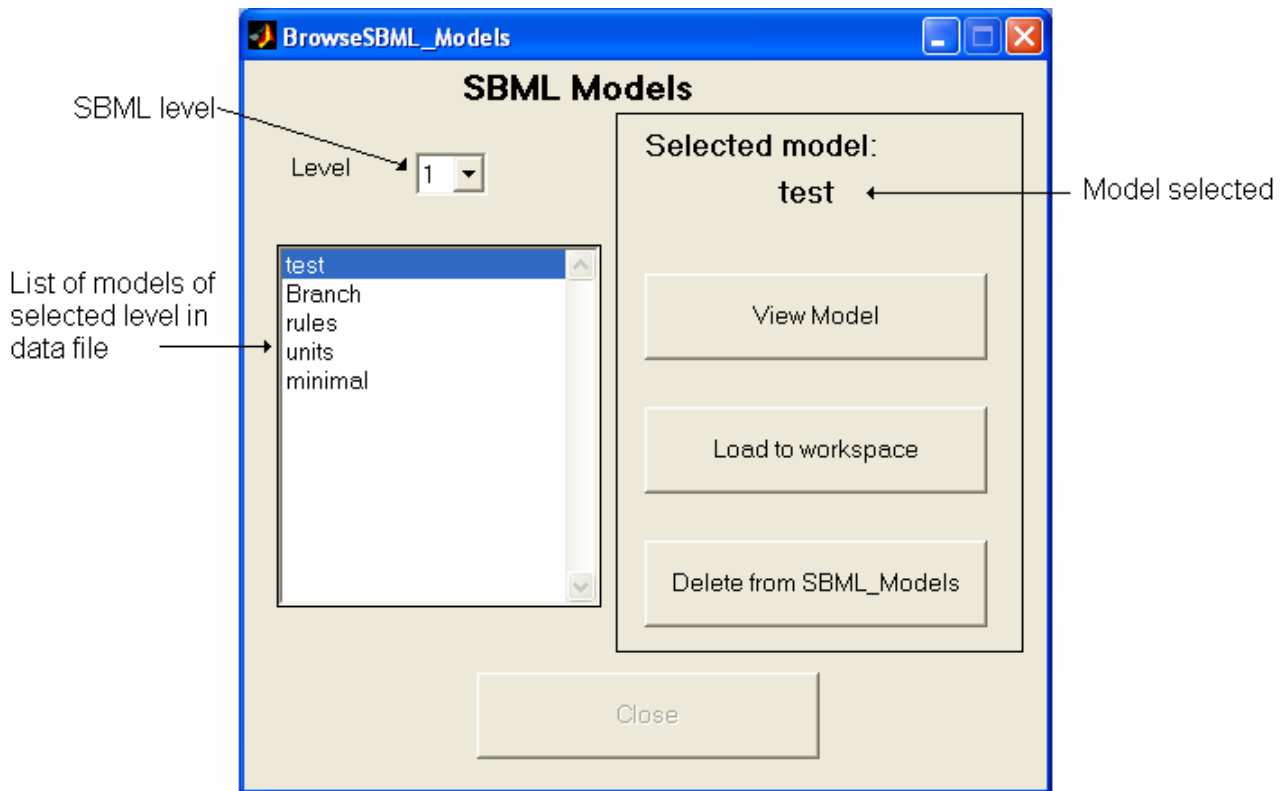 BrowseSBML_Models
SBML Models
SBML level
Level
1
Selected model:
test
Model selected
List of models of
selected level in
data file
test
Branch
rules
units
minimal
View Model
Load to workspace
Delete from SBML_Models
Close